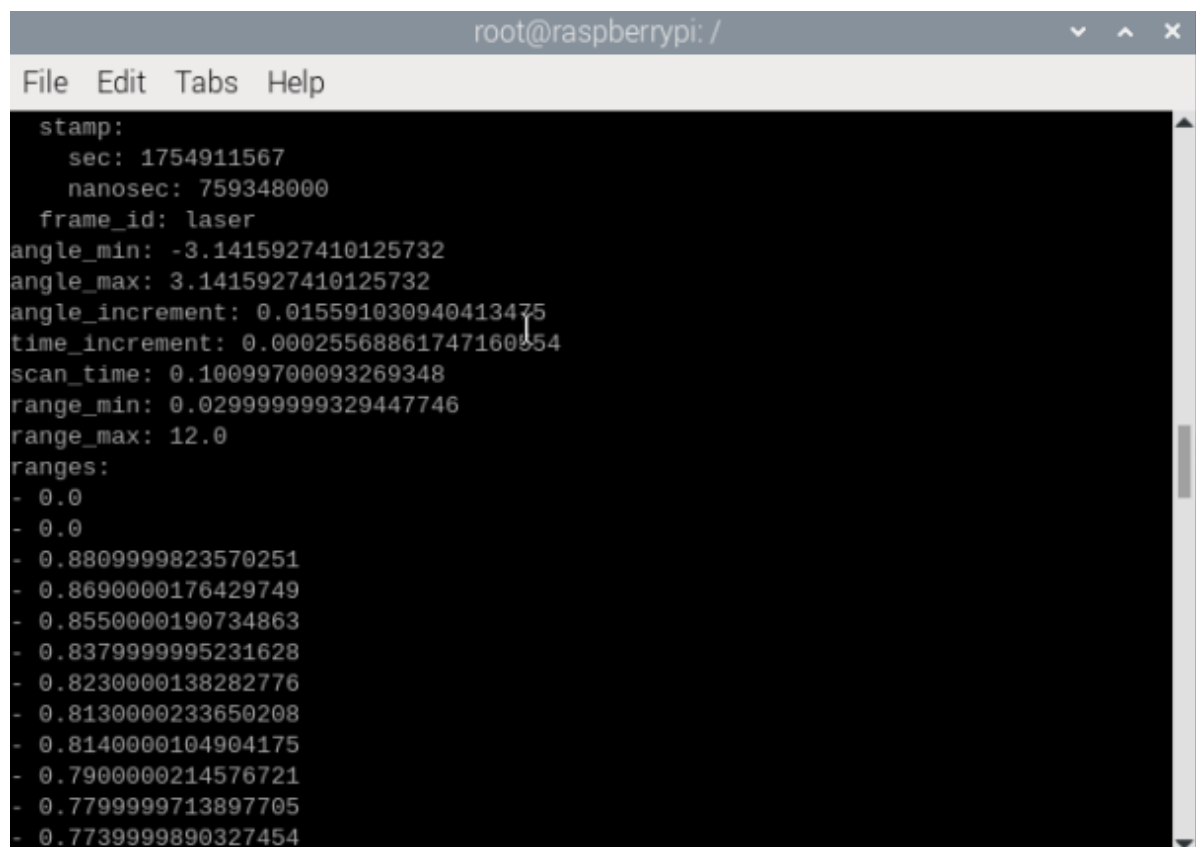 root@raspberrypi: /
File Edit Tabs Help
stamp:
sec: 1754911567
nanosec: 759348000
frame_id: laser
angle_min: -3.1415927410125732
angle_max: 3.1415927410125732
angle_increment: 0.015591030940413475
time_increment: 0.00025568861747160554
scan_time: 0.10099700093269348
range_min: 0.029999999329447746
range_max: 12.0
ranges:
- 0.0
- 0.0
- 0.88099999823570251
- 0.86900000176429749
- 0.8550000190734863
- 0.8379999995231628
- 0.8230000138282776
- 0.8130000233650208
- 0.8140000104904175
- 0.7900000214576721
- 0.7799999713897705
- 0.7739999890327454